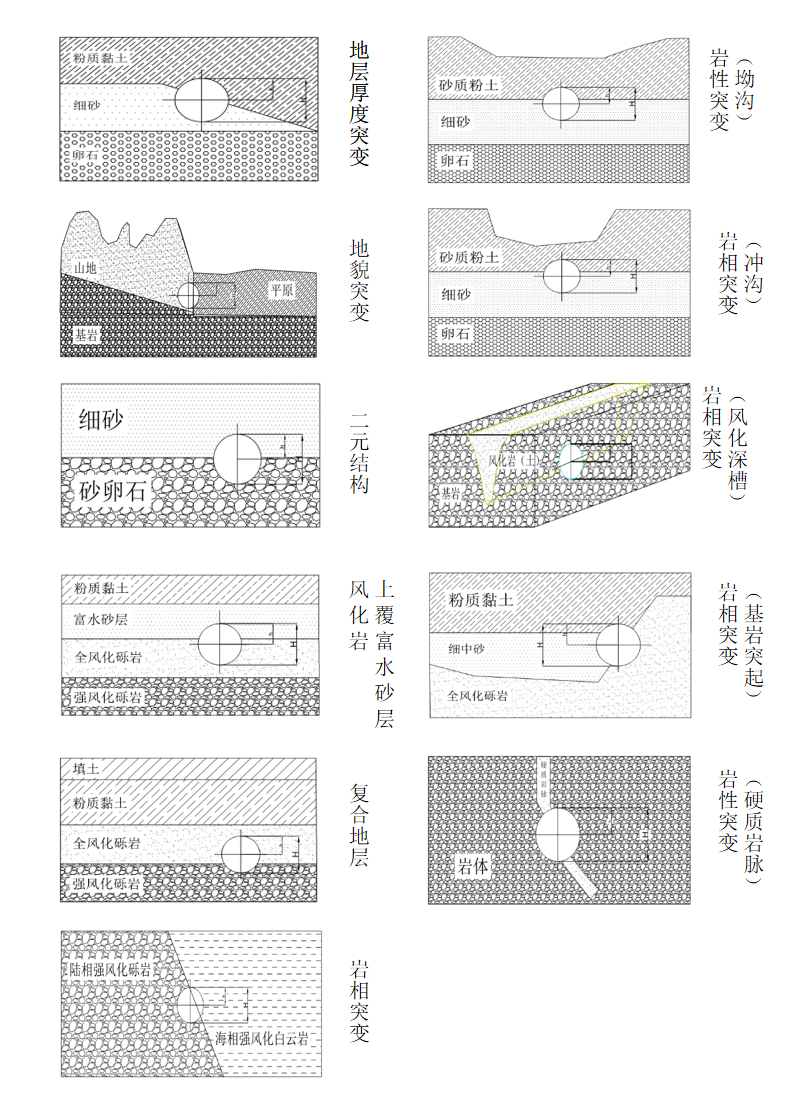 粉质黏土
细砂
卵石
h
H
地层厚度突变
砂质粉土
细砂
卵石
h
H
岩性突变
（坳沟）
山地
平原
基岩
地貌突变
砂质粉土
细砂
卵石
H
岩相突变
（冲沟）
细砂
砂卵石
h
H
二元结构
风化岩（土）
基岩
岩相突变
（风化深槽）
粉质黏土
富水砂层
全风化砾岩
强风化砾岩
h
H
上覆富水砂层
风化岩
粉质黏土
细中砂
全风化砾岩
h
H
岩相突变
（基岩突起）
填土
粉质黏土
全风化砾岩
强风化砾岩
H
复合地层
硬质岩脉
岩体
H
岩性突变
（硬质岩脉）
陆相强风化砾岩
海相强风化白云岩
H
岩相突变